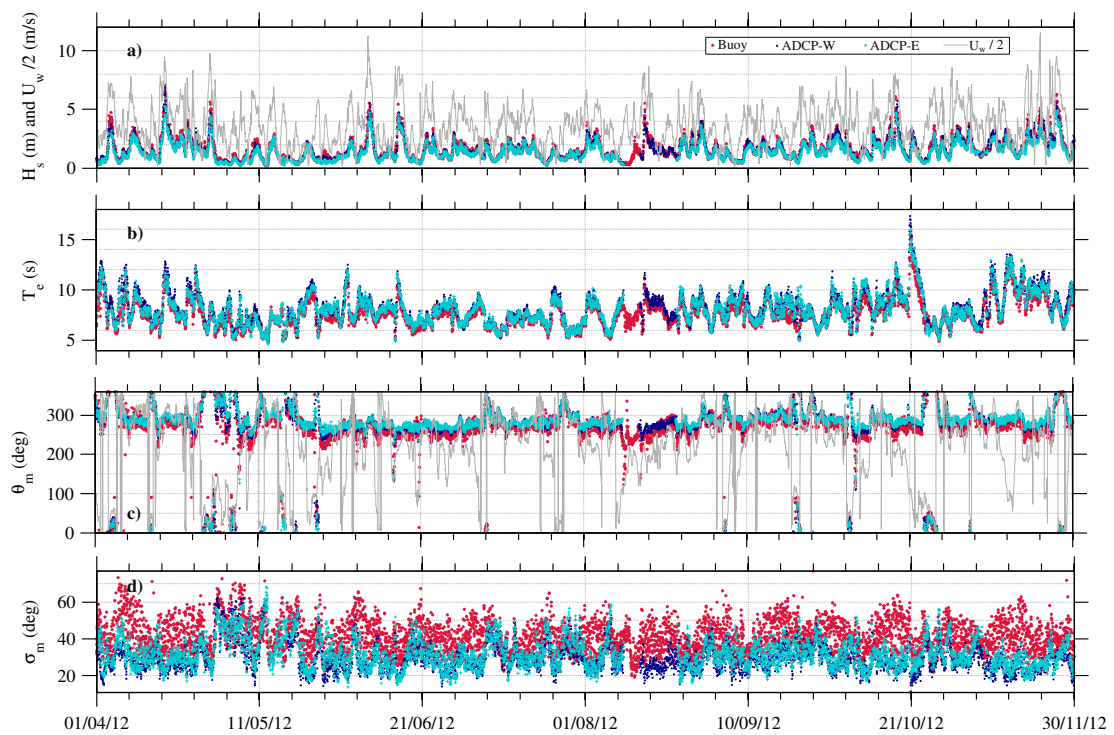 a)
Buoy ADCP-W ADCP-E U_w / 2
H_s (m) and U_w /2 (m/s)
10
5
0
b)
T_e (s)
15
10
5
θ_m (deg)
300
200
100
0
c)
d)
σ_m (deg)
60
40
20
01/04/12 11/05/12 21/06/12 01/08/12 10/09/12 21/10/12 30/11/12